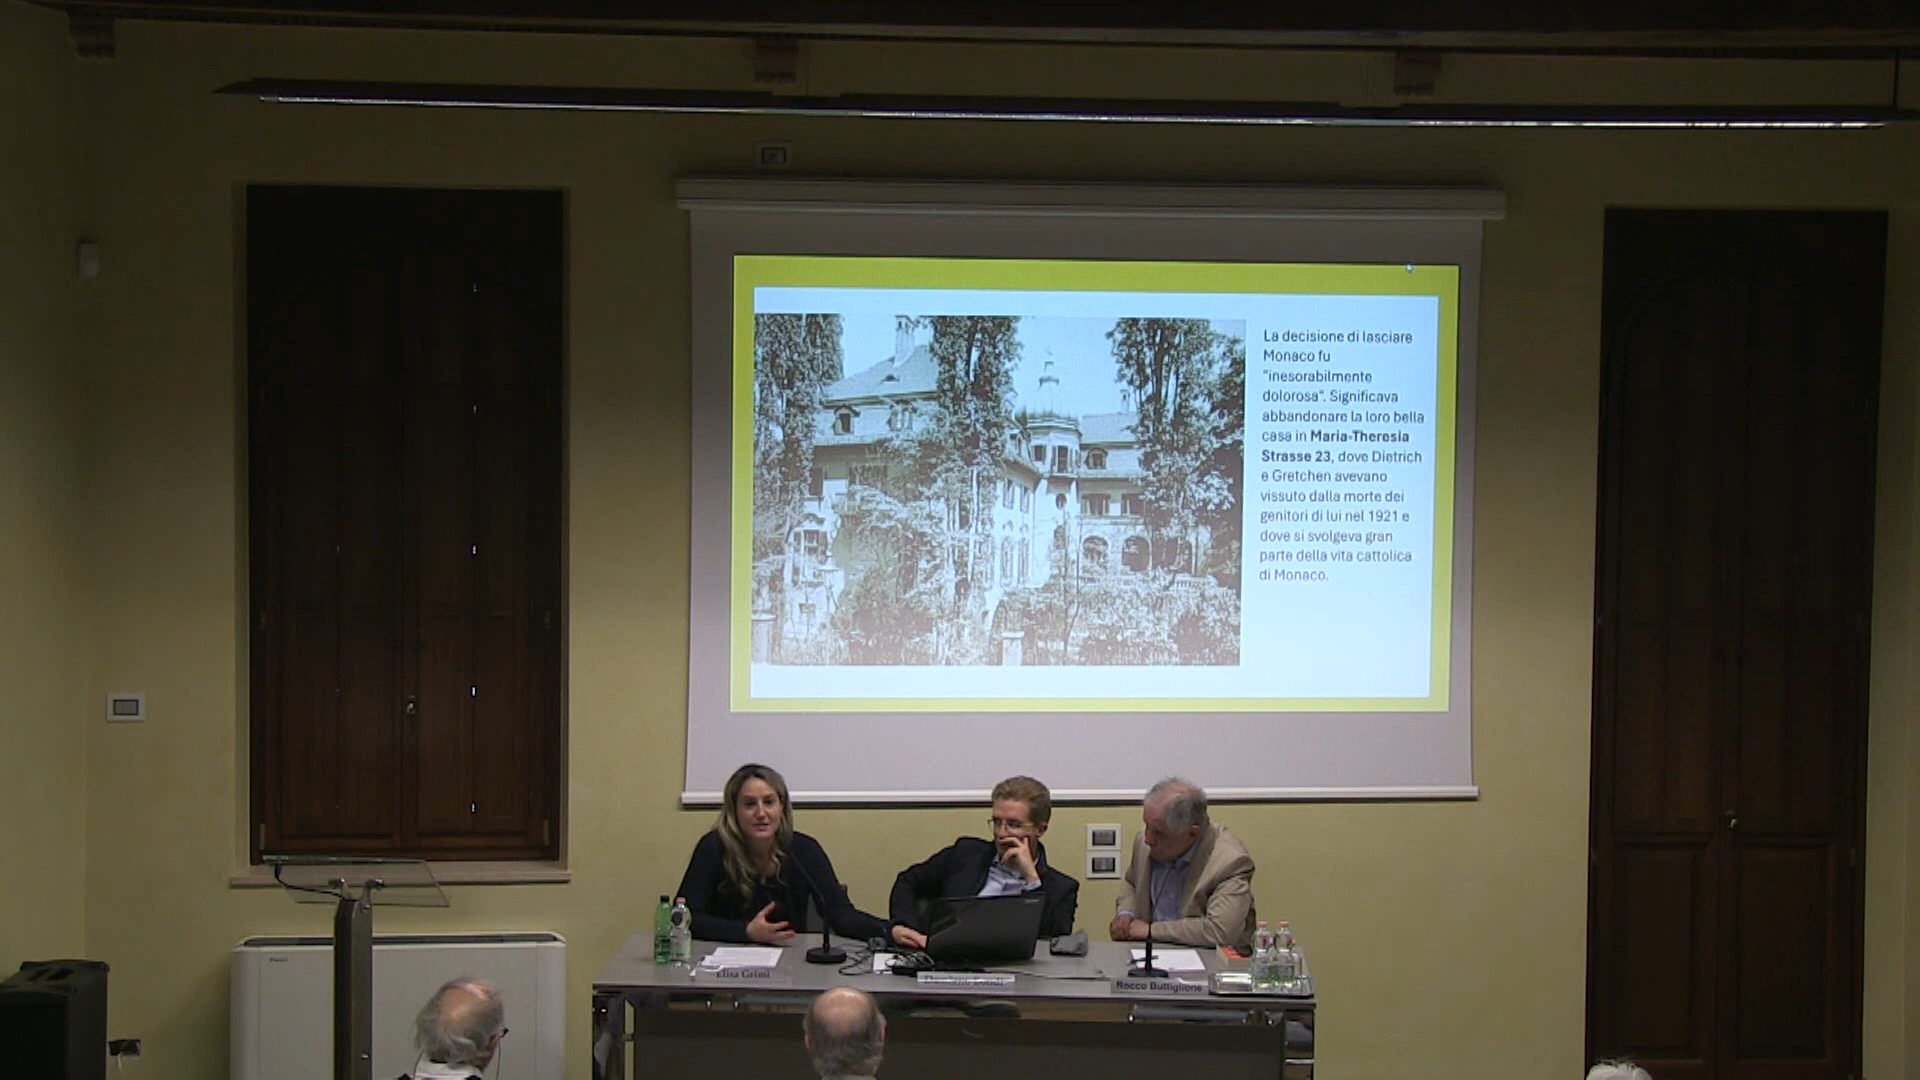 La decisione di lasciare
Monaco fu
"inesorabilmente
dolorosa". Significava
abbandonare la loro bella
casa in Maria-Theresia
Strasse 23, dove Dietrich
e Gretchen avevano
vissuto dalla morte dei
genitori di lui nel 1921 e
dove si svolgeva gran
parte della vita cattolica
di Monaco.
Elisa Grimi
Rocco Buttiglione